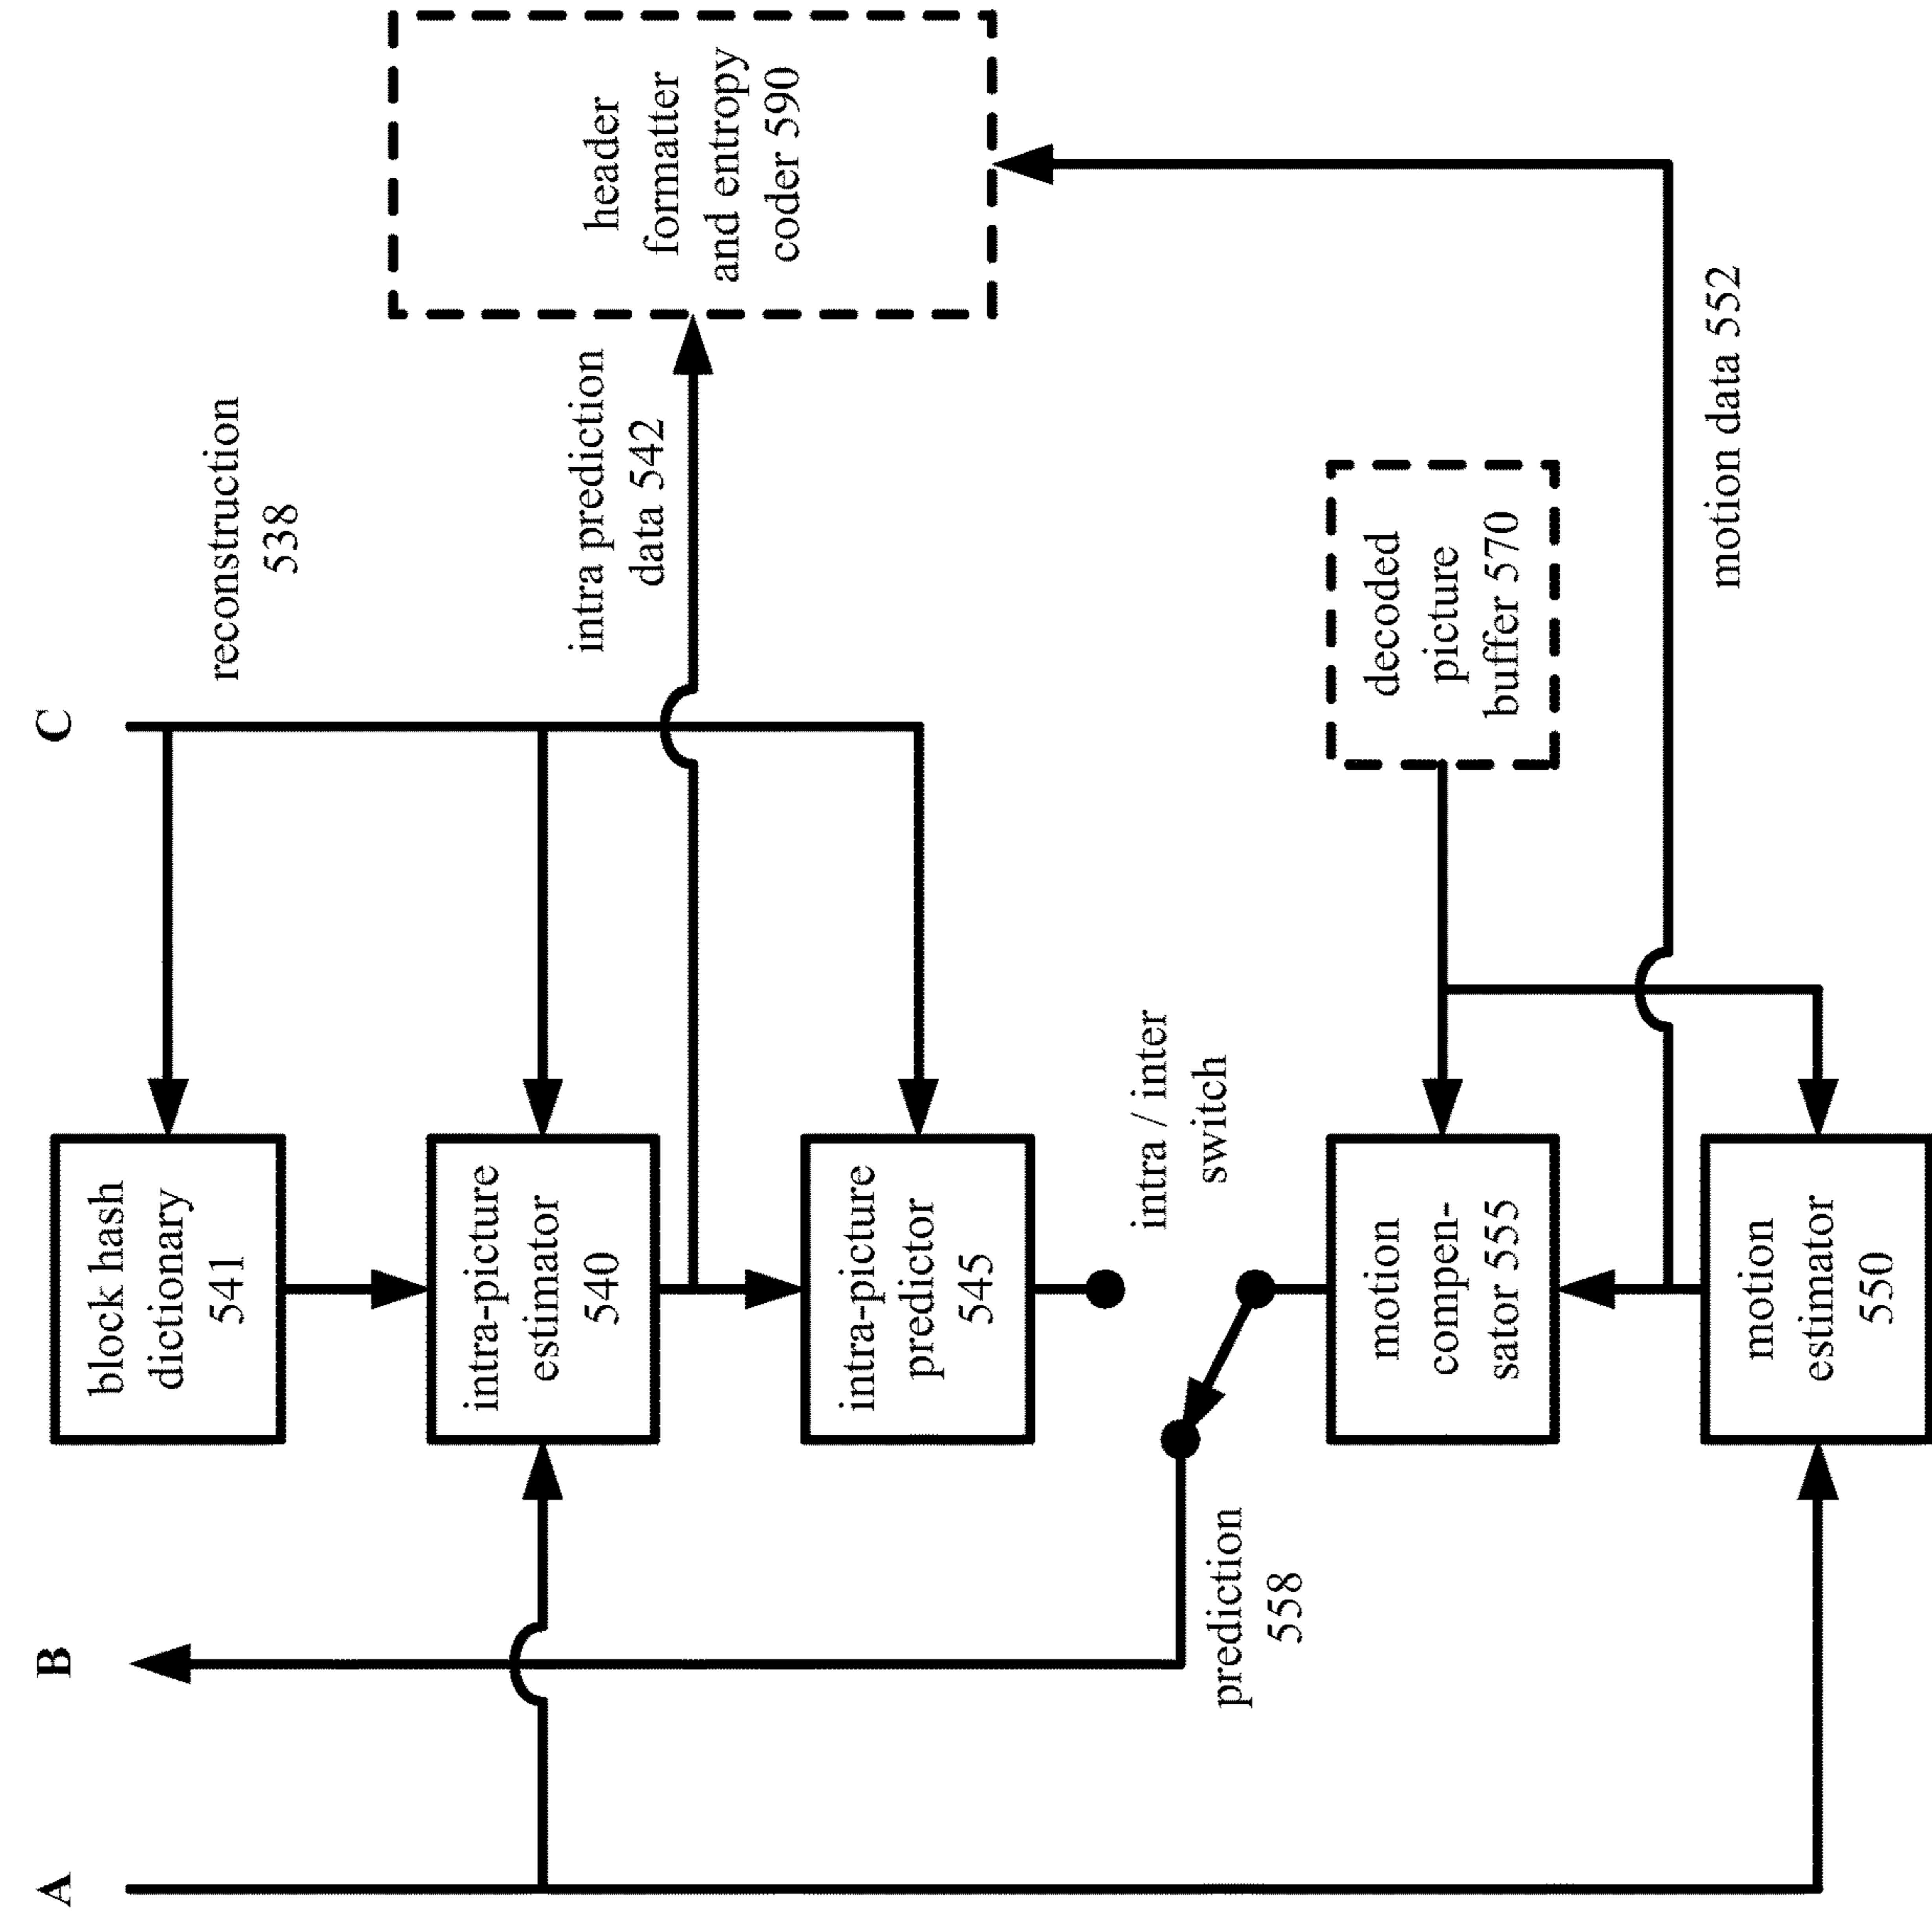 A
B
C
block hash
dictionary
541
reconstruction
538
intra-picture
estimator
540
intra prediction
data 542
header
formatter
and entropy
coder 590
intra-picture
predictor
545
intra / inter
switch
prediction
558
motion
compen-
sator 555
decoded
picture
buffer 570
motion
estimator
550
motion data 552